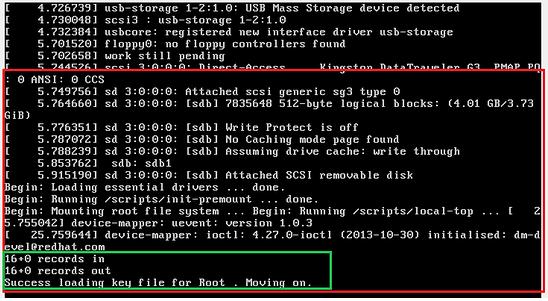 [    4.726739] usb-storage 1-2:1.0: USB Mass Storage device detected
[    4.730048] scsi3 : usb-storage 1-2:1.0
[    4.732384] usbcore: registered new interface driver usb-storage
[    5.701520] floppy0: no floppy controllers found
[    5.702658] work still pending
[    5.744526] scsi 3:0:0:0: Direct-Access     Kingston DataTraveler G3  PMAP PQ
: 0 ANSI: 0 CCS
[    5.749756] sd 3:0:0:0: Attached scsi generic sg3 type 0
[    5.764660] sd 3:0:0:0: [sdb] 7835648 512-byte logical blocks: (4.01 GB/3.73
GiB)
[    5.776351] sd 3:0:0:0: [sdb] Write Protect is off
[    5.787072] sd 3:0:0:0: [sdb] No Caching mode page found
[    5.788239] sd 3:0:0:0: [sdb] Assuming drive cache: write through
[    5.853762]  sdb: sdb1
[    5.915190] sd 3:0:0:0: [sdb] Attached SCSI removable disk
Begin: Loading essential drivers ... done.
Begin: Running /scripts/init-premount ... done.
Begin: Mounting root file system ... Begin: Running /scripts/local-top ... [   2
5.755042] device-mapper: uevent: version 1.0.3
[   25.759644] device-mapper: ioctl: 4.27.0-ioctl (2013-10-30) initialised: dm-d
evel@redhat.com
16+0 records in
16+0 records out
Success loading key file for Root . Moving on.